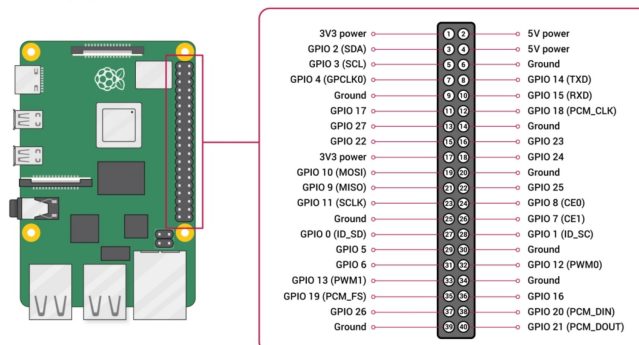 3V3 power 1 2 5V power
GPIO 2 (SDA) 3 4 5V power
GPIO 3 (SCL) 5 6 Ground
GPIO 4 (GPCLK0) 7 8 GPIO 14 (TXD)
Ground 9 10 GPIO 15 (RXD)
GPIO 17 11 12 GPIO 18 (PCM_CLK)
GPIO 27 13 14 Ground
GPIO 22 15 16 GPIO 23
3V3 power 17 18 GPIO 24
GPIO 10 (MOSI) 19 20 Ground
GPIO 9 (MISO) 21 22 GPIO 25
GPIO 11 (SCLK) 23 24 GPIO 8 (CE0)
Ground 25 26 GPIO 7 (CE1)
GPIO 0 (ID_SD) 27 28 GPIO 1 (ID_SC)
GPIO 5 29 30 Ground
GPIO 6 31 32 GPIO 12 (PWM0)
GPIO 13 (PWM1) 33 34 Ground
GPIO 19 (PCM_FS) 35 36 GPIO 16
GPIO 26 37 38 GPIO 20 (PCM_DIN)
Ground 39 40 GPIO 21 (PCM_DOUT)